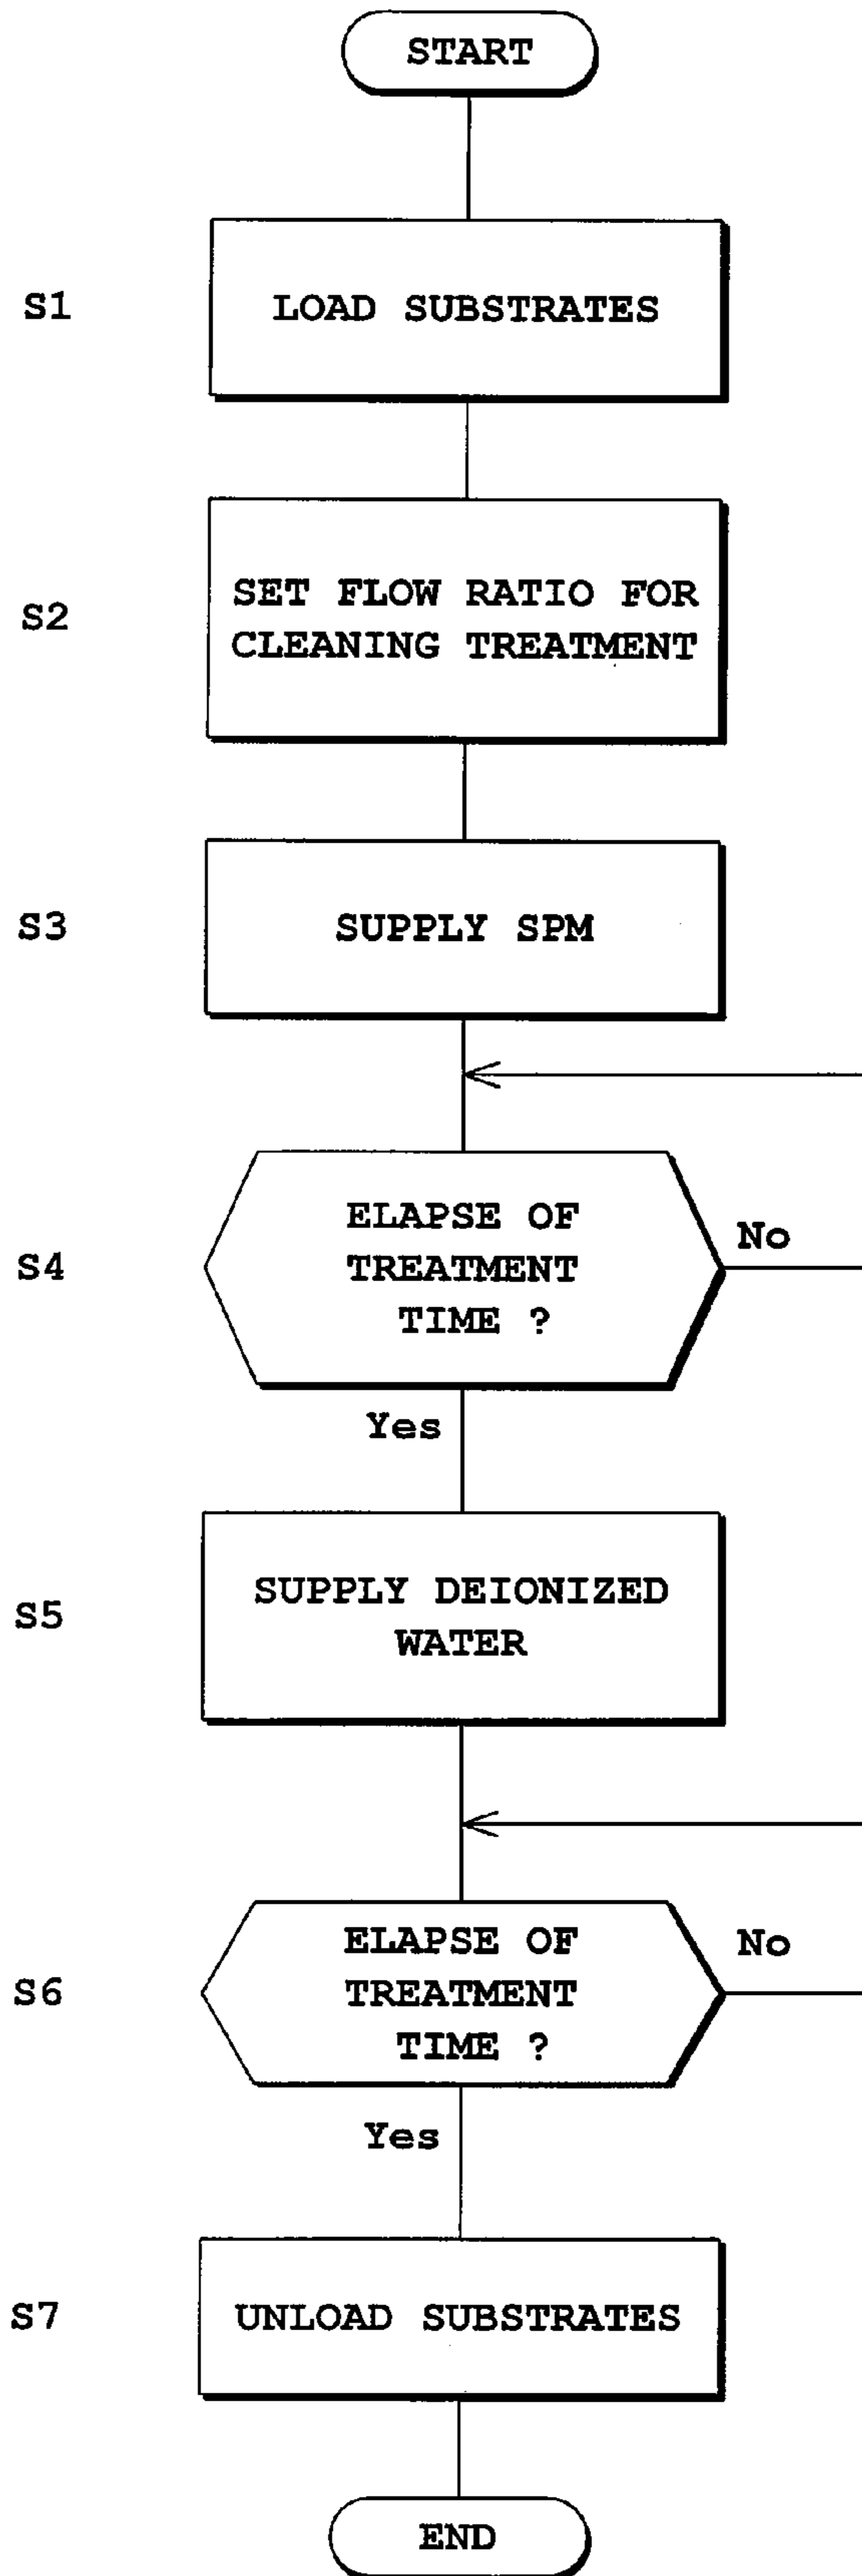 START
S1
LOAD SUBSTRATES
S2
SET FLOW RATIO FOR
CLEANING TREATMENT
S3
SUPPLY SPM
S4
ELAPSE OF
TREATMENT
TIME ?
No
Yes
S5
SUPPLY DEIONIZED
WATER
S6
ELAPSE OF
TREATMENT
TIME ?
No
Yes
S7
UNLOAD SUBSTRATES
END